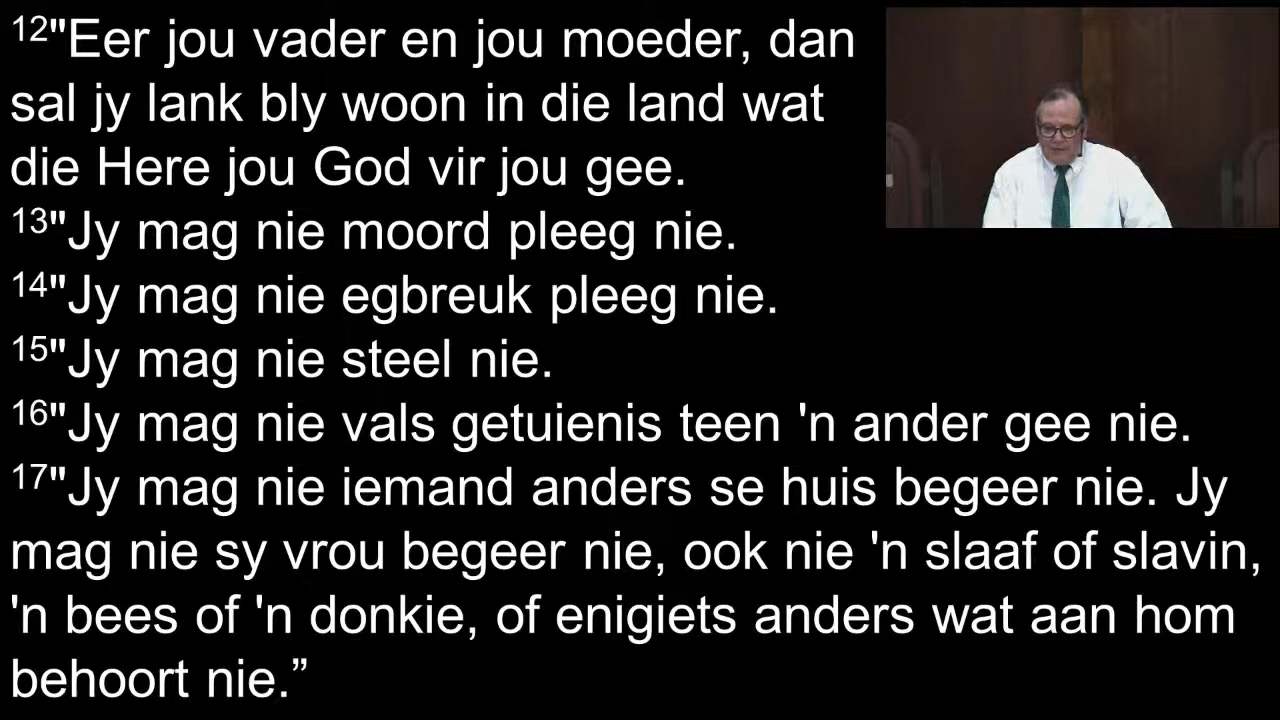 12"Eer jou vader en jou moeder, dan
sal jy lank bly woon in die land wat
die Here jou God vir jou gee.
13"Jy mag nie moord pleeg nie.
14"Jy mag nie egbreuk pleeg nie.
15"Jy mag nie steel nie.
16"Jy mag nie vals getuienis teen 'n ander gee nie.
17"Jy mag nie iemand anders se huis begeer nie. Jy
mag nie sy vrou begeer nie, ook nie 'n slaaf of slavin,
'n bees of 'n donkie, of enigiets anders wat aan hom
behoort nie.”